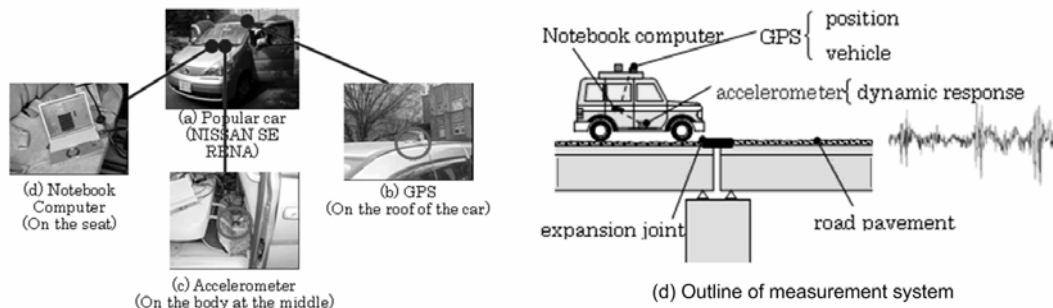 (a) Popular car
(NISSAN SE
RENA)
(d) Notebook
Computer
(On the seat)
(b) GPS
(On the roof of the car)
(c) Accelerometer
(On the body at the middle)
Notebook computer
GPS
position
vehicle
accelerometer
dynamic response
expansion joint
road pavement
(d) Outline of measurement system